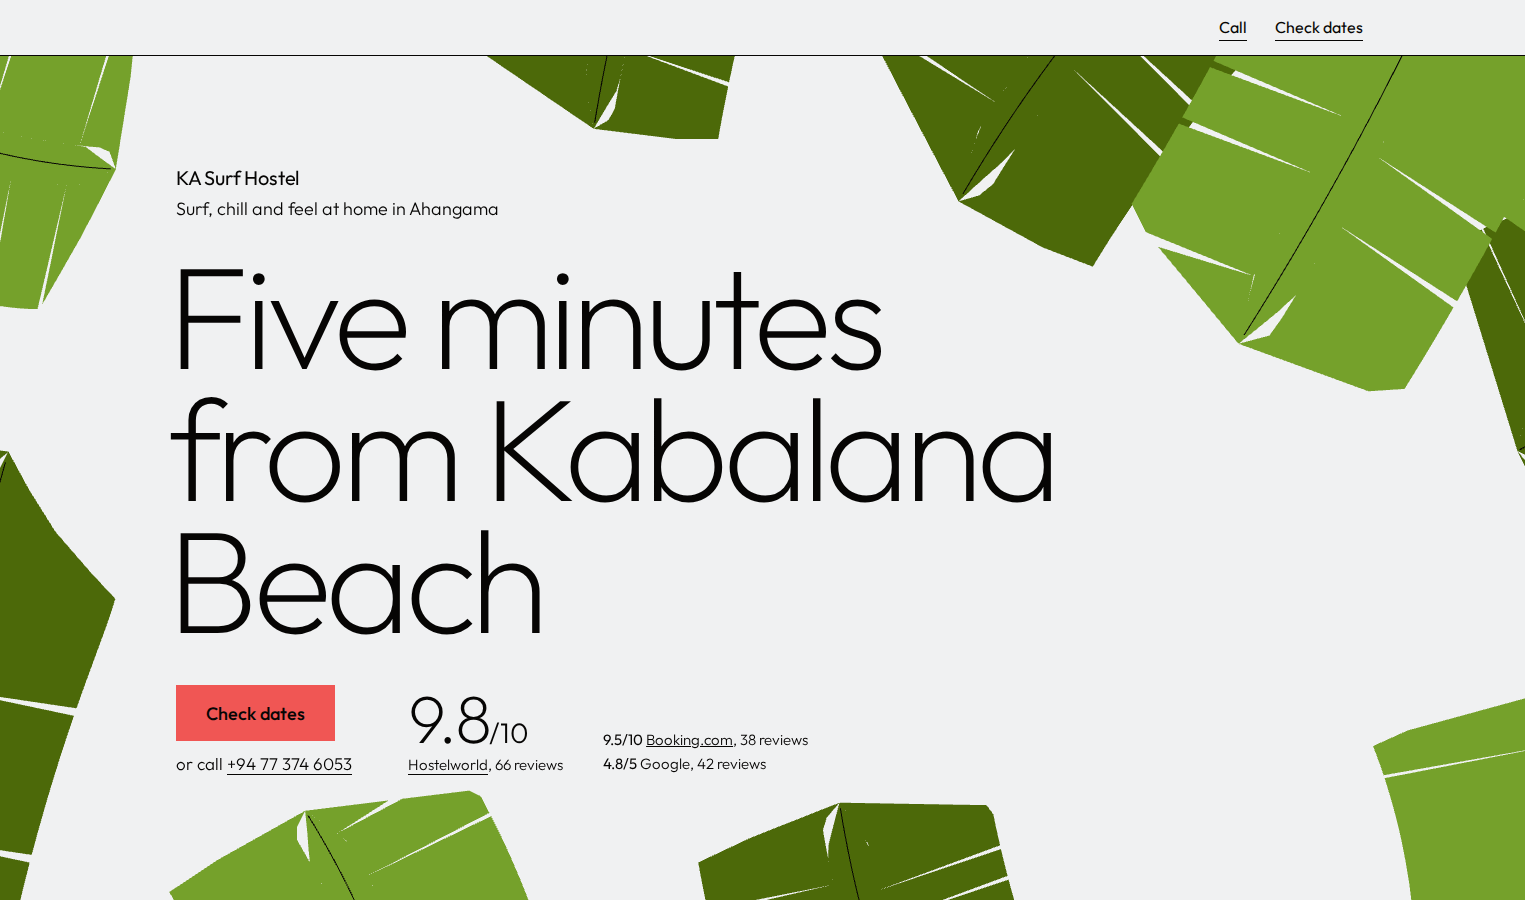 Call Check dates
KA Surf Hostel
Surf, chill and feel at home in Ahangama
Five minutes
from Kabalana
Beach
Check dates
or call +94 77 374 6053
9.8/10
Hostelworld, 66 reviews
9.5/10 Booking.com, 38 reviews
4.8/5 Google, 42 reviews